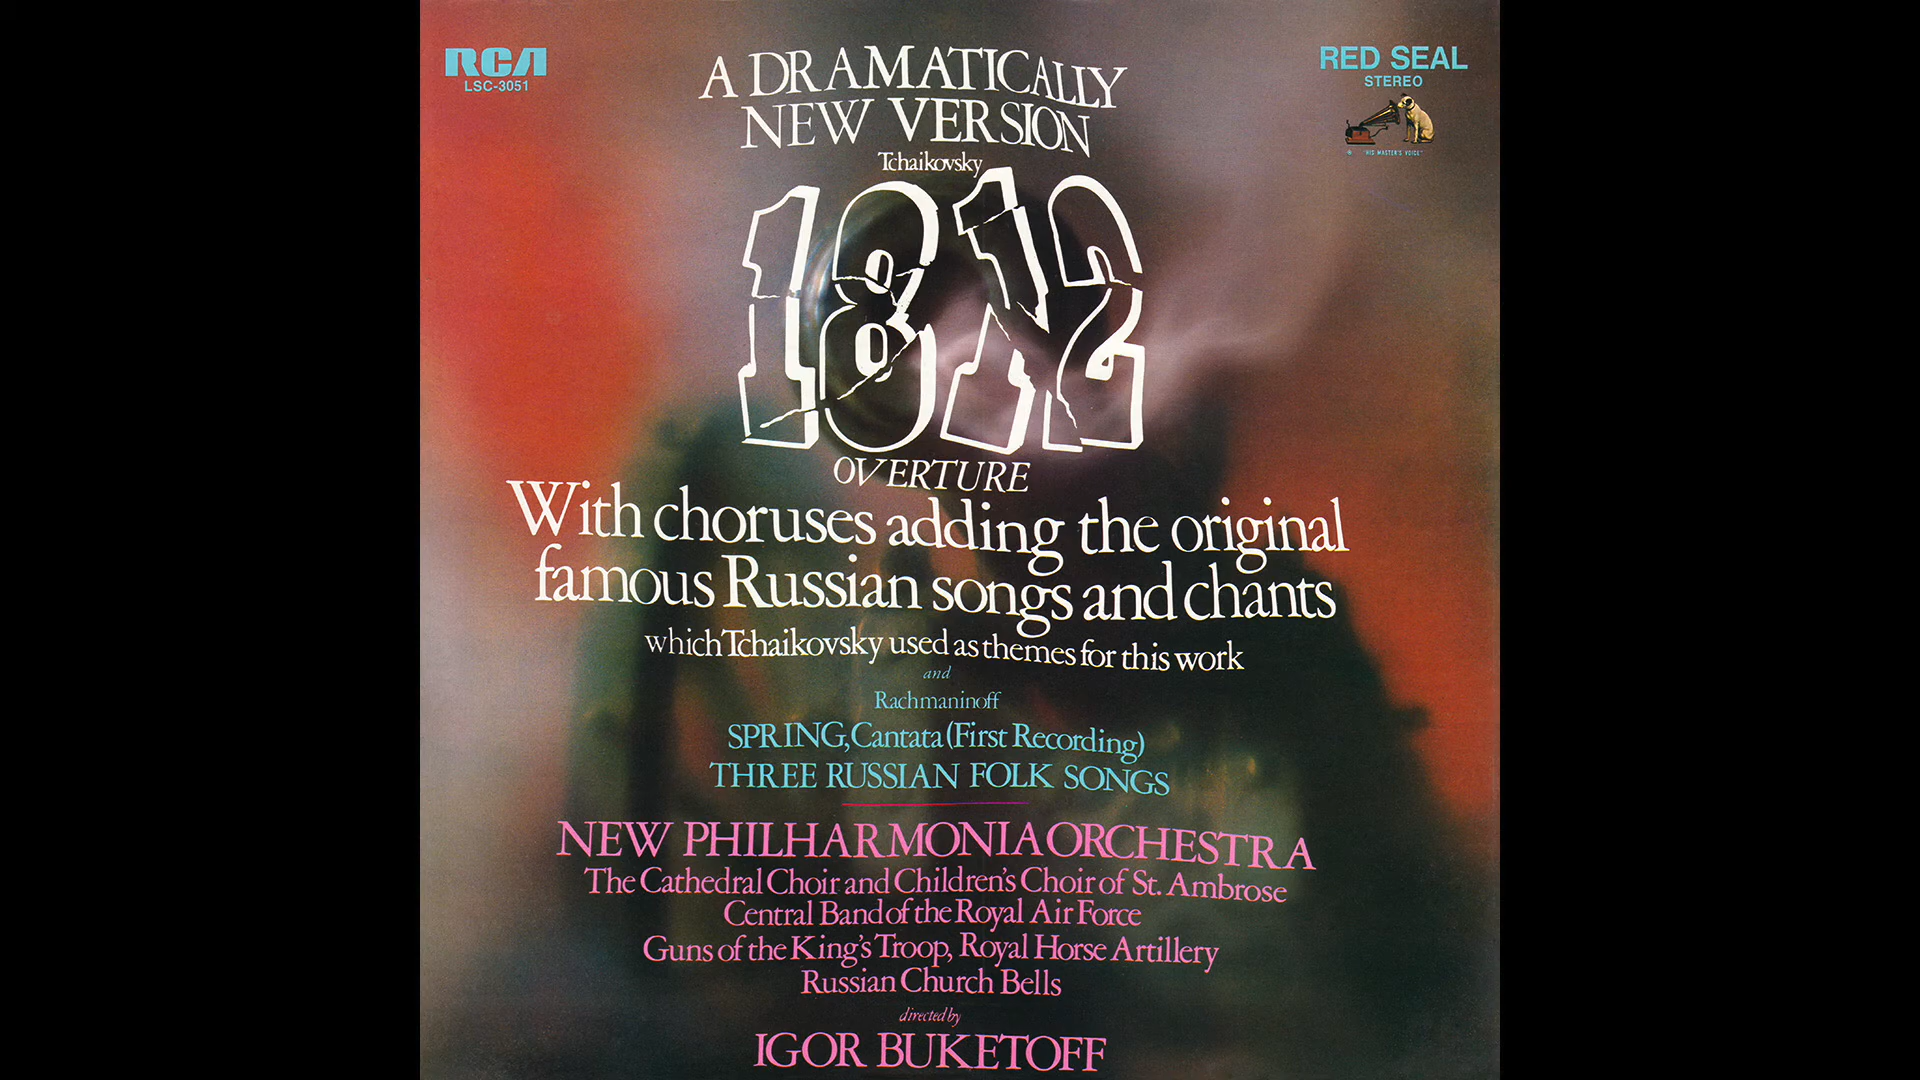 RCA
LSC-3051
RED SEAL
STEREO
"HIS MASTER'S VOICE"
A DRAMATICALLY
NEW VERSION
Tchaikovsky
1812
OVERTURE
With choruses adding the original
famous Russian songs and chants
which Tchaikovsky used as themes for this work
and
Rachmaninoff
SPRING, Cantata (First Recording)
THREE RUSSIAN FOLK SONGS
NEW PHILHARMONIA ORCHESTRA
The Cathedral Choir and Children's Choir of St. Ambrose
Central Band of the Royal Air Force
Guns of the King's Troop, Royal Horse Artillery
Russian Church Bells
directed by
IGOR BUKETOFF